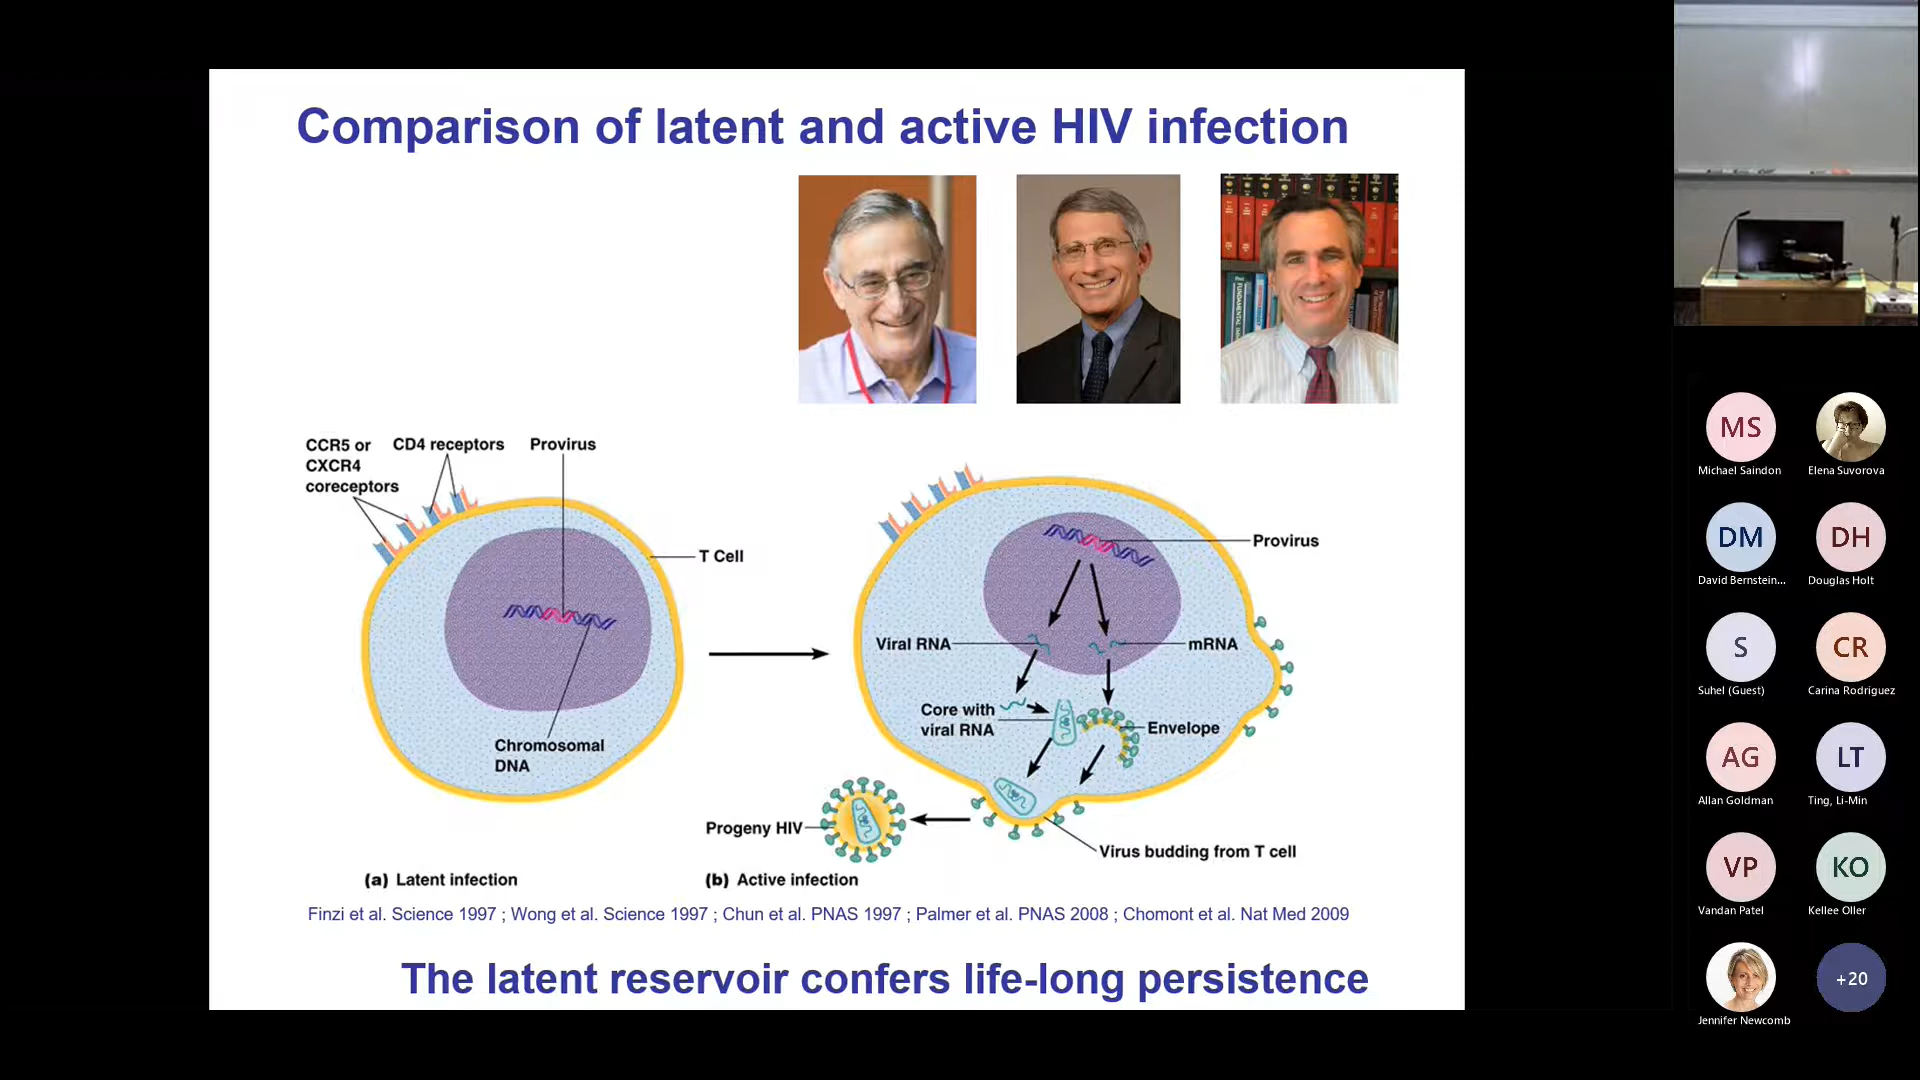 Comparison of latent and active HIV infection
CCR5 or
CXCR4
coreceptors
CD4 receptors
Provirus
T Cell
Chromosomal
DNA
(a) Latent infection
Provirus
Viral RNA
mRNA
Core with
viral RNA
Envelope
Progeny HIV
Virus budding from T cell
(b) Active infection
Finzi et al. Science 1997 ; Wong et al. Science 1997 ; Chun et al. PNAS 1997 ; Palmer et al. PNAS 2008 ; Chomont et al. Nat Med 2009
The latent reservoir confers life-long persistence
MS
Michael Saindon
Elena Suvorova
DM
David Bernstein...
DH
Douglas Holt
S
Suhel (Guest)
CR
Carina Rodriguez
AG
Allan Goldman
LT
Ting, Li-Min
VP
Vandan Patel
KO
Kellee Oller
Jennifer Newcomb
+20